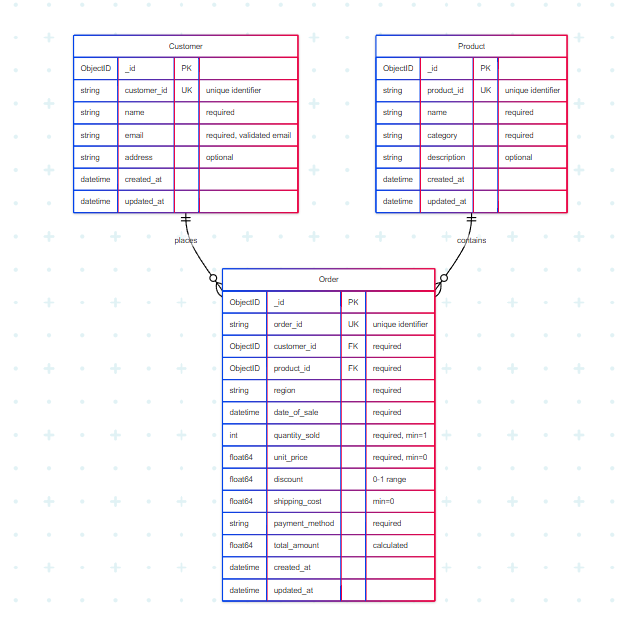 Customer
ObjectID _id PK
string customer_id UK unique identifier
string name required
string email required, validated email
string address optional
datetime created_at
datetime updated_at
Product
ObjectID _id PK
string product_id UK unique identifier
string name required
string category required
string description optional
datetime created_at
datetime updated_at
places
contains
Order
ObjectID _id PK
string order_id UK unique identifier
ObjectID customer_id FK required
ObjectID product_id FK required
string region required
datetime date_of_sale required
int quantity_sold required, min=1
float64 unit_price required, min=0
float64 discount 0-1 range
float64 shipping_cost min=0
string payment_method required
float64 total_amount calculated
datetime created_at
datetime updated_at